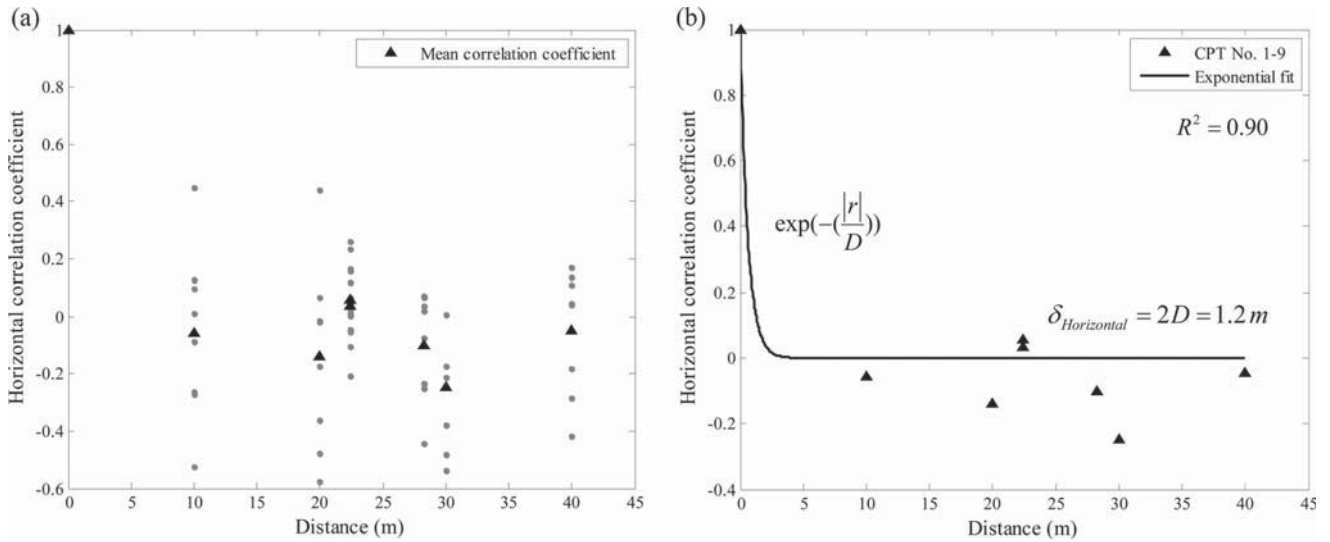 (a)
Mean correlation coefficient
Horizontal correlation coefficient
1
0.8
0.6
0.4
0.2
0
-0.2
-0.4
-0.6
0 5 10 15 20 25 30 35 40 45
Distance (m)
(b)
CPT No. 1-9
Exponential fit
R² = 0.90
exp(-(|r|/D))
δHorizontal = 2D = 1.2 m
Horizontal correlation coefficient
1
0.8
0.6
0.4
0.2
0
-0.2
-0.4
0 5 10 15 20 25 30 35 40 45
Distance (m)